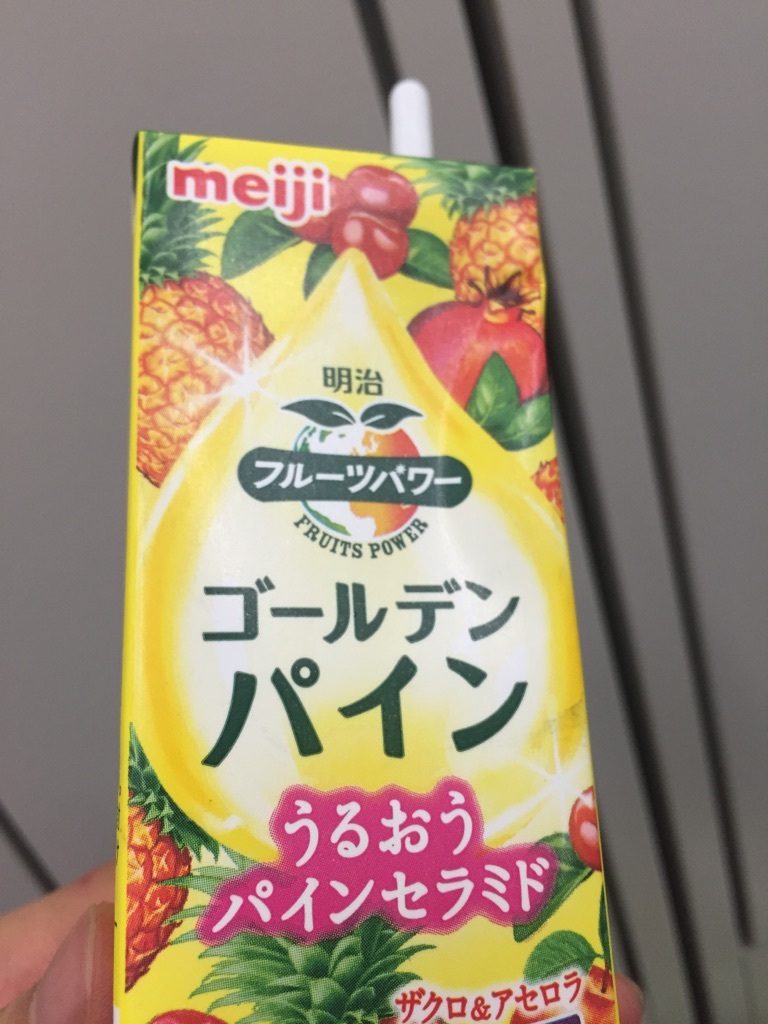 meiji
明治
フルーツパワー
FRUITS POWER
ゴールデン
パイン
うるおう
パインセラミド
ザクロ&アセロラ